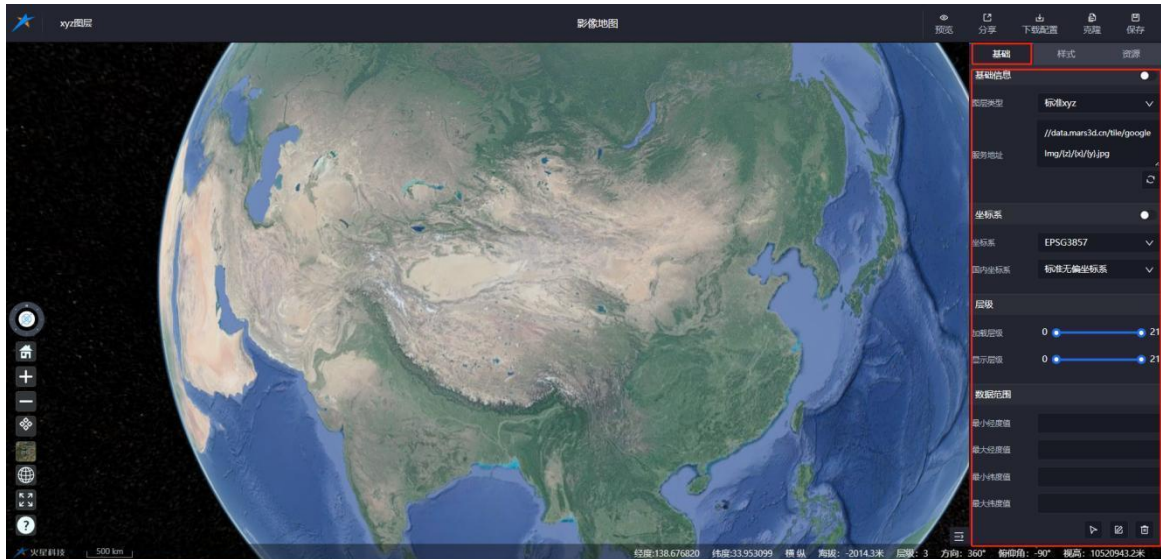 xyz图层
影像地图
预览
分享
下载配置
克隆
保存
基础
样式
资源
基础信息
图层类型
标准xyz
服务地址
//data.mars3d.cn/tile/google
Img/{z}/{x}/{y}.jpg
坐标系
坐标系
EPSG3857
国内坐标系
标准无偏坐标系
层级
加载层级
0
21
显示层级
0
21
数据范围
最小经度值
最大经度值
最小纬度值
最大纬度值
?
火星科技
500 km
经度:138.676820 纬度:33.953099 横 纵 海拔: -2014.3米 层级: 3 方向: 360° 俯仰角: -90° 视高: 10520943.2米